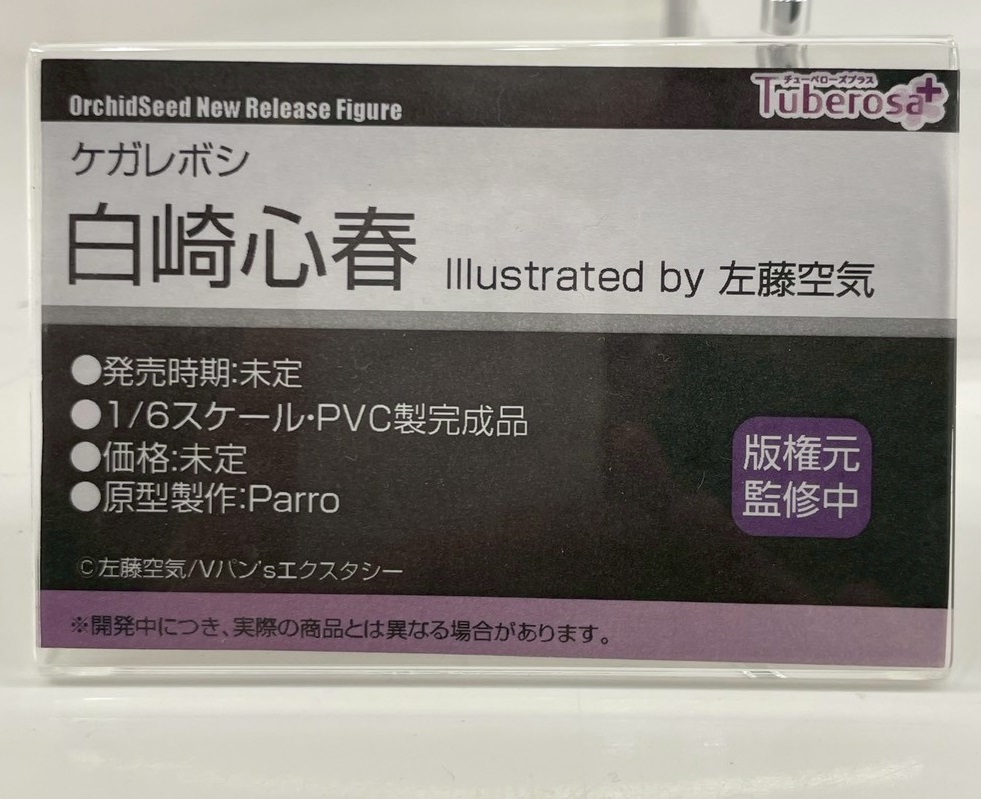 OrchidSeed New Release Figure
チューベローズプラス
Tuberosa+
ケガレボシ
白崎心春 Illustrated by 左藤空気
●発売時期:未定
●1/6スケール・PVC製完成品
●価格:未定
●原型製作:Parro
版権元
監修中
©左藤空気/Vパン'sエクスタシー
※開発中につき、実際の商品とは異なる場合があります。